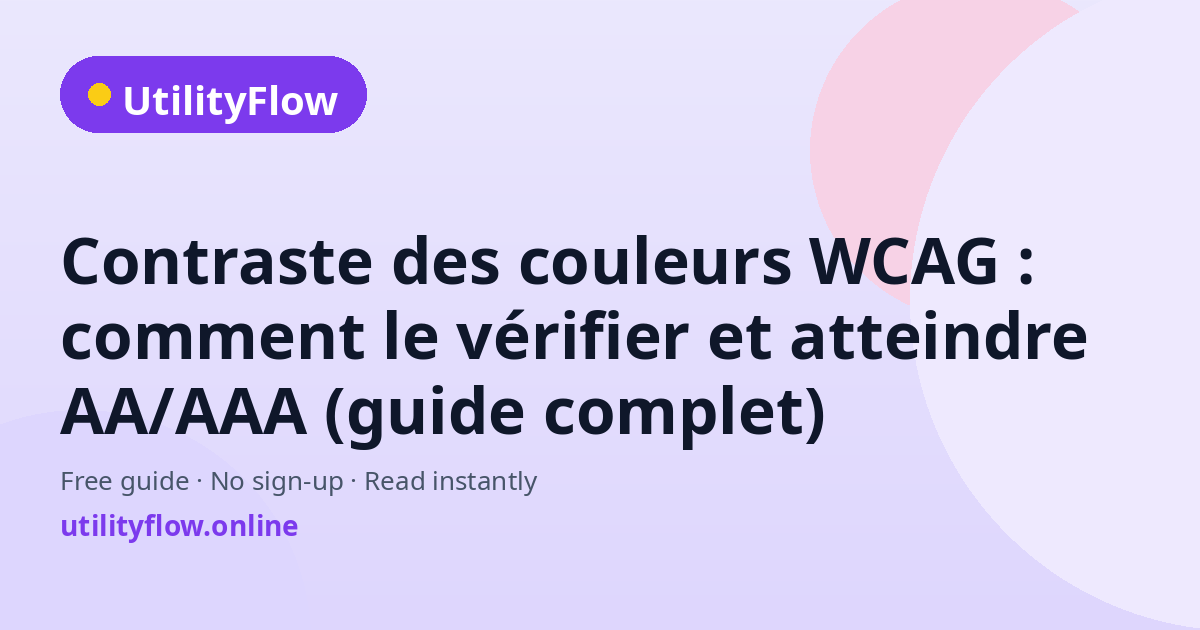 UtilityFlow
Contraste des couleurs WCAG :
comment le vérifier et atteindre
AA/AAA (guide complet)
Free guide · No sign-up · Read instantly
utilityflow.online